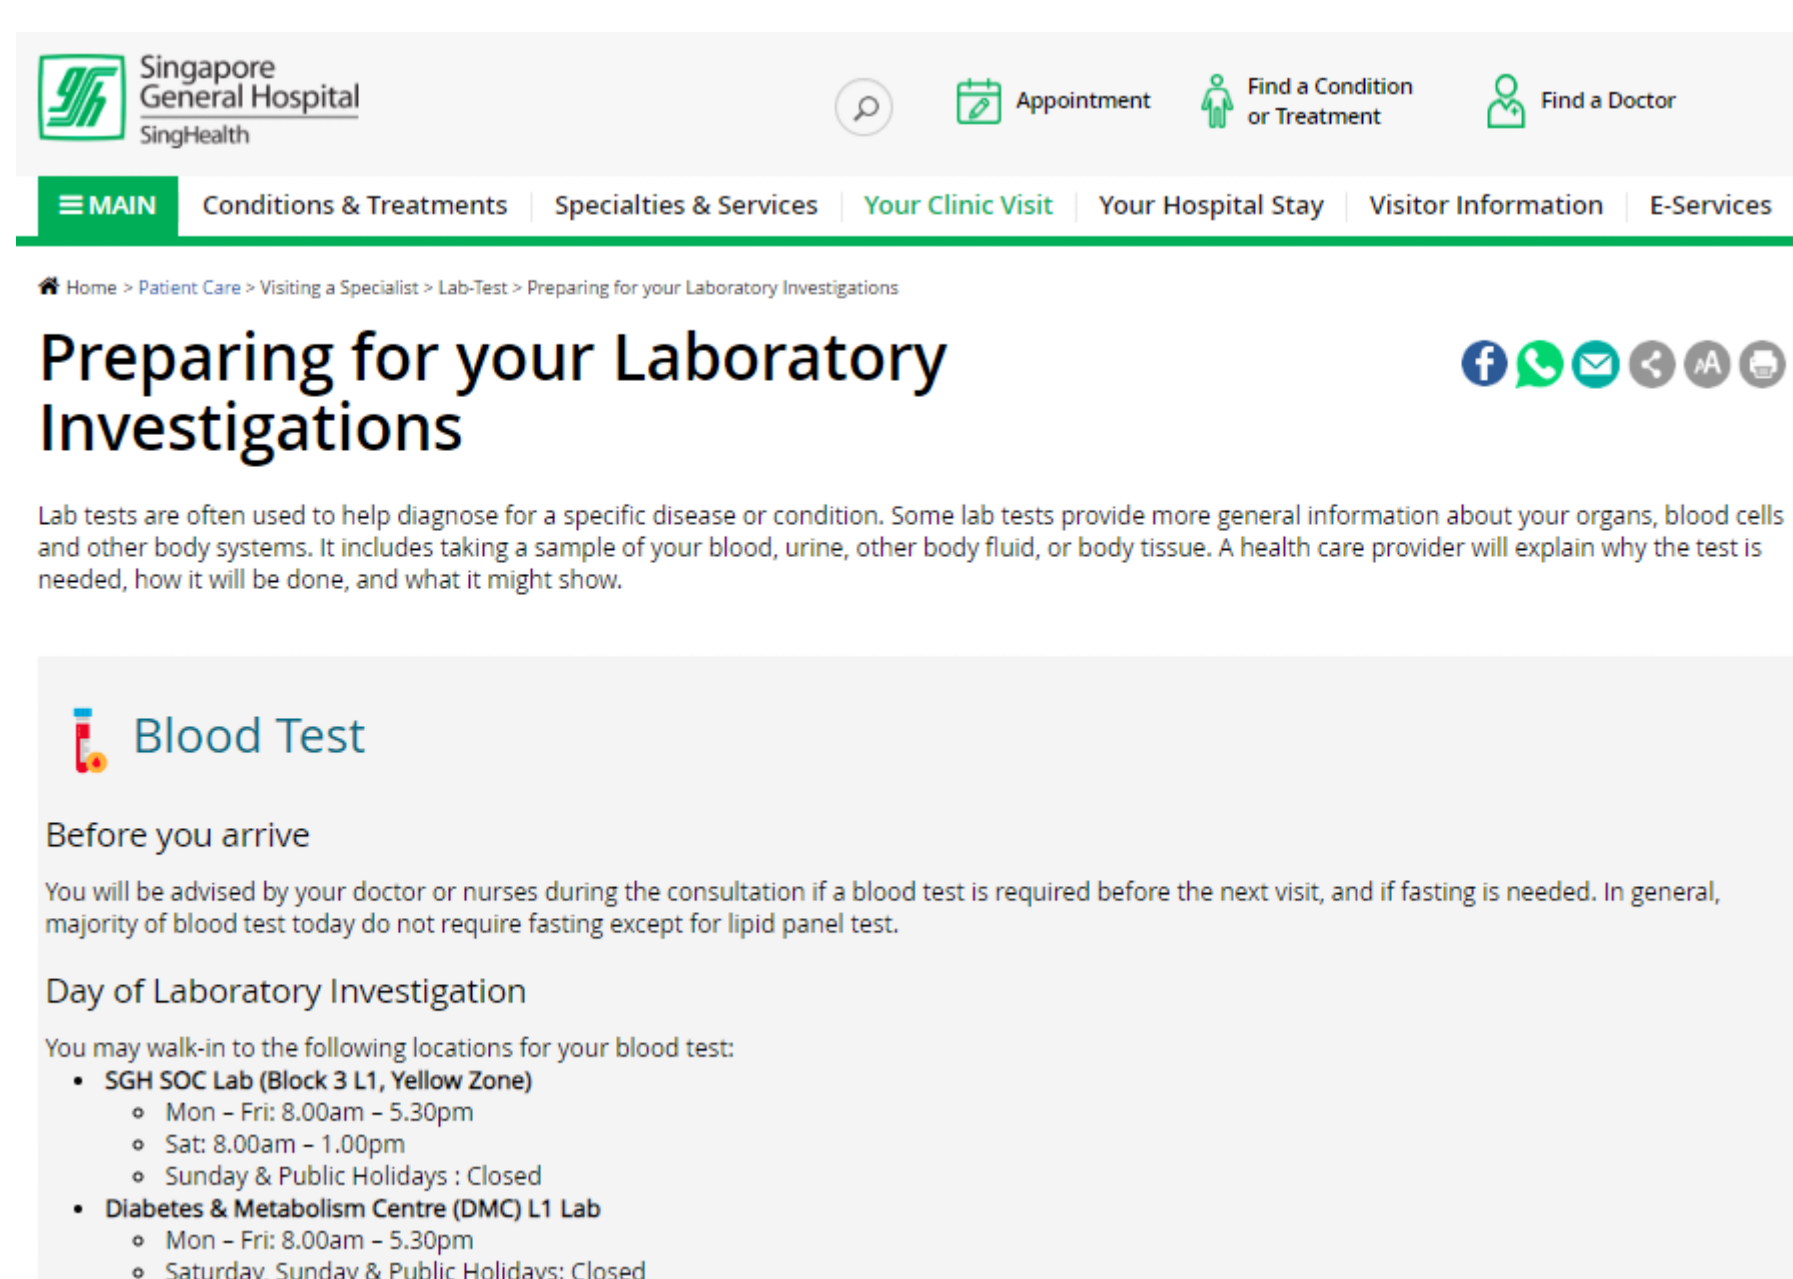 Singapore
General Hospital
SingHealth
Appointment
Find a Condition
or Treatment
Find a Doctor
MAIN Conditions & Treatments Specialties & Services Your Clinic Visit Your Hospital Stay Visitor Information E-Services
Home > Patient Care > Visiting a Specialist > Lab-Test > Preparing for your Laboratory Investigations
Preparing for your Laboratory
Investigations
Lab tests are often used to help diagnose for a specific disease or condition. Some lab tests provide more general information about your organs, blood cells
and other body systems. It includes taking a sample of your blood, urine, other body fluid, or body tissue. A health care provider will explain why the test is
needed, how it will be done, and what it might show.
Blood Test
Before you arrive
You will be advised by your doctor or nurses during the consultation if a blood test is required before the next visit, and if fasting is needed. In general,
majority of blood test today do not require fasting except for lipid panel test.
Day of Laboratory Investigation
You may walk-in to the following locations for your blood test:
• SGH SOC Lab (Block 3 L1, Yellow Zone)
Mon – Fri: 8.00am – 5.30pm
Sat: 8.00am – 1.00pm
Sunday & Public Holidays : Closed
• Diabetes & Metabolism Centre (DMC) L1 Lab
Mon – Fri: 8.00am – 5.30pm
Saturday, Sunday & Public Holidays: Closed